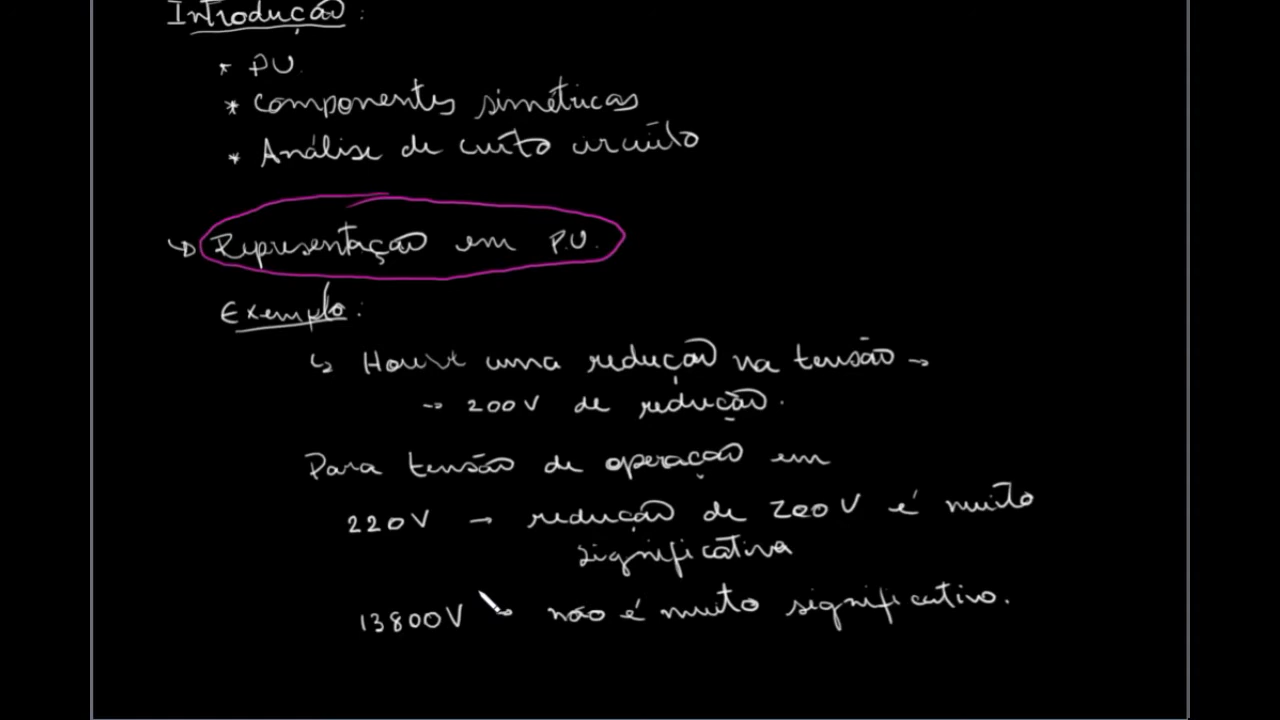 Introdução:
* PU.
* Componentes simétricas
* Análise de curto circuito
↳ Representação em P.U.
Exemplo:
↳ Houve uma redução na tensão →
→ 200V de redução.
Para tensão de operação em
220V → redução de 200V é muito
significativa
13800V → não é muito significativo.